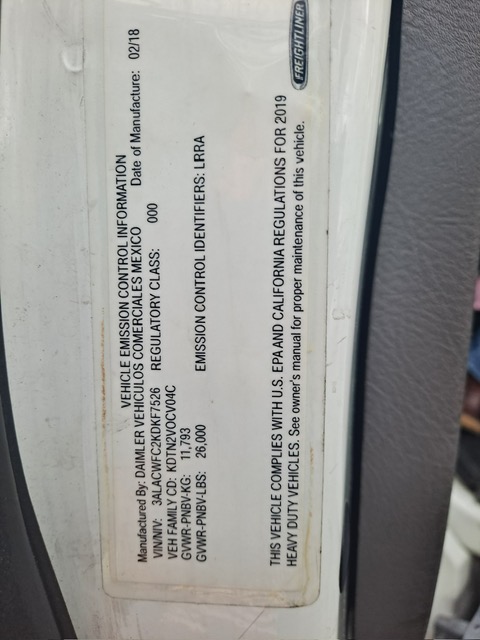 VEHICLE EMISSION CONTROL INFORMATION
Manufactured By: DAIMLER VEHICULOS COMERCIALES MEXICO Date of Manufacture: 02/18
VIN/NIV: 3ALACWFC2KDKF7526 REGULATORY CLASS: 000
VEH FAMILY CD: KDTN2VOCV04C
GVWR-PNBV-KG: 11,793
GVWR-PNBV-LBS: 26,000 EMISSION CONTROL IDENTIFIERS: LRRA
THIS VEHICLE COMPLIES WITH U.S. EPA AND CALIFORNIA REGULATIONS FOR 2019
HEAVY DUTY VEHICLES. See owner's manual for proper maintenance of this vehicle.
FREIGHTLINER